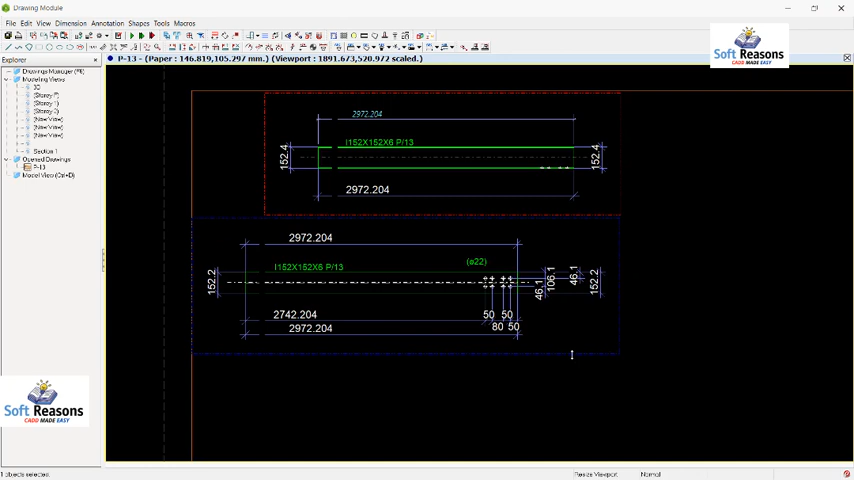 Drawing Module
File Edit View Dimension Annotation Shapes Tools Macros
Explorer
P-13 - (Paper : 146.819,105.297 mm.) (Viewport : 1891.673,520.972 scaled.)
Soft Reasons
CADD MADE EASY
Drawings Manager
Modeling Views
3D
(Storey 1)
(Storey 2)
(New View)
(New View)
(New View)
Section 1
Opened Drawings
P-13
Model View (Ctrl+D)
2972.204
I152X152X6 P/13
152.4
152.4
2972.204
2972.204
(ø22)
I152X152X6 P/13
152.2
46.1
106.1
46.1
152.2
2742.204
50
50
2972.204
80
50
Soft Reasons
CADD MADE EASY
1 objects selected.
Resize Viewport
Normal